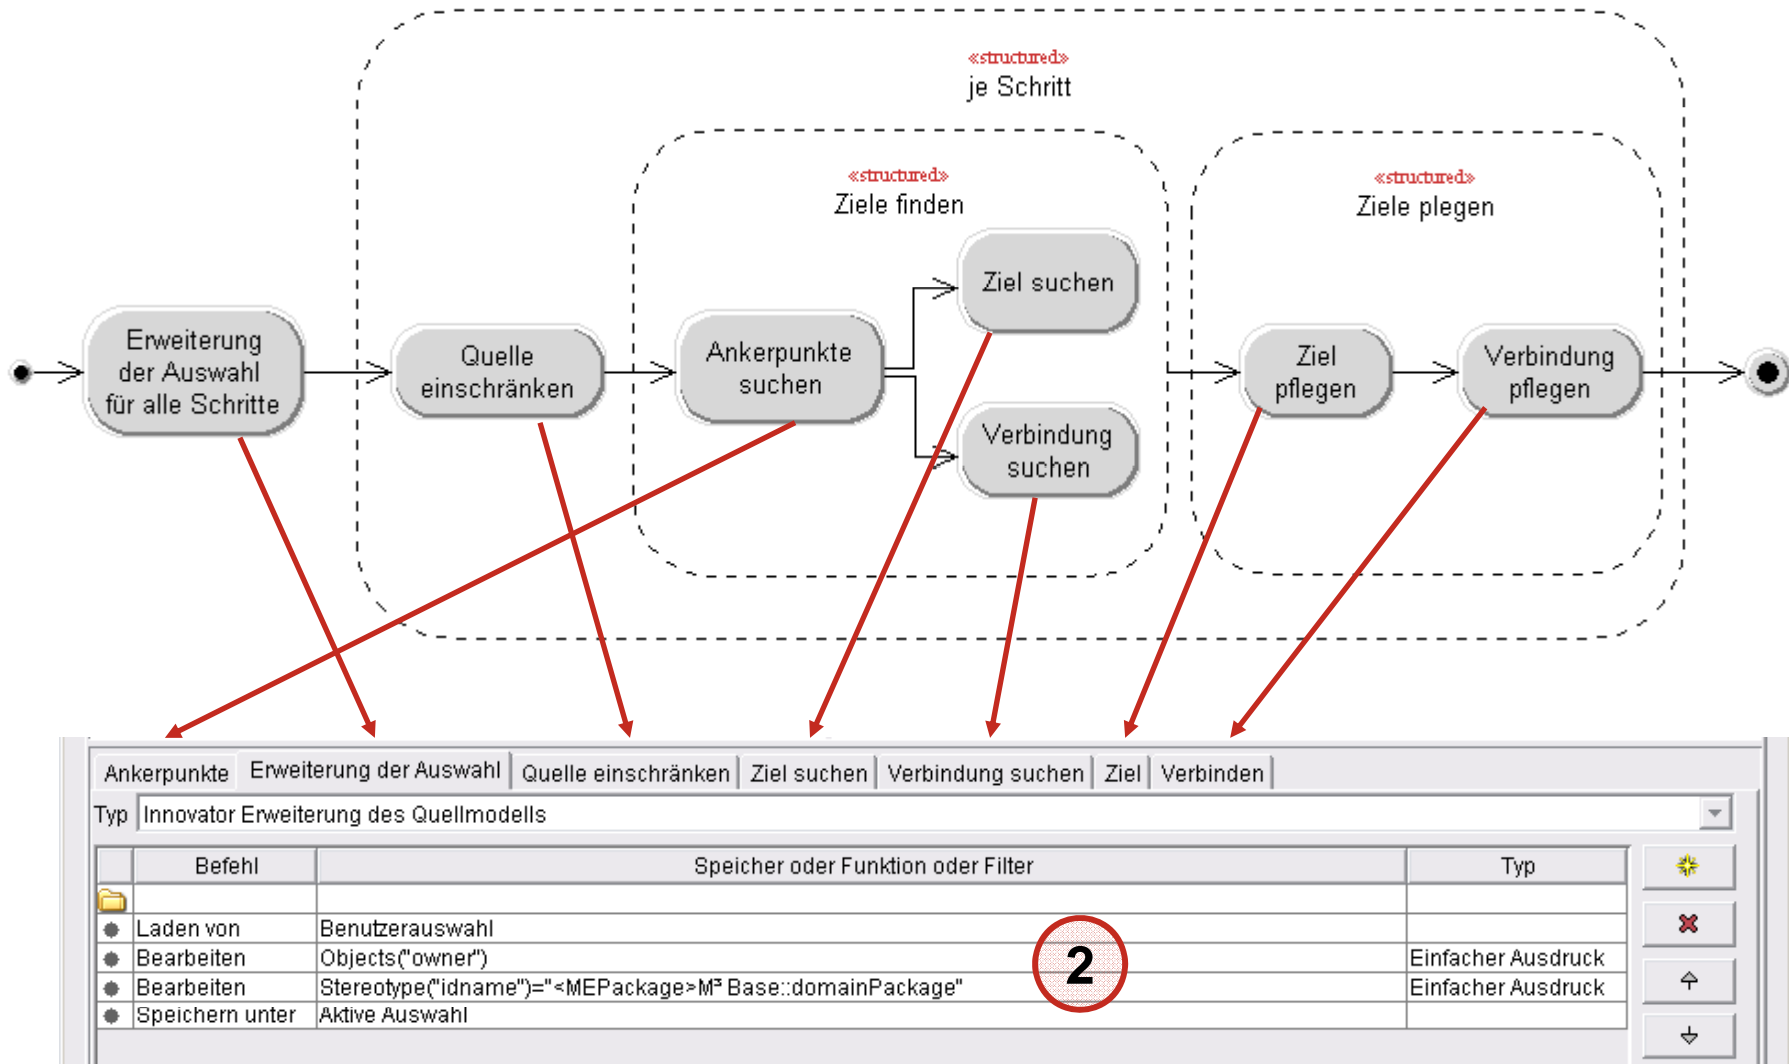 «structured»
je Schritt
«structured»
Ziele finden
«structured»
Ziele plegen
Erweiterung
der Auswahl
für alle Schritte
Quelle
einschränken
Ankerpunkte
suchen
Ziel suchen
Verbindung
suchen
Ziel
pflegen
Verbindung
pflegen
Ankerpunkte Erweiterung der Auswahl Quelle einschränken Ziel suchen Verbindung suchen Ziel Verbinden
Typ Innovator Erweiterung des Quellmodells
Befehl Speicher oder Funktion oder Filter Typ
Laden von Benutzerauswahl
Bearbeiten Objects("owner") Einfacher Ausdruck
Bearbeiten Stereotype("idname")="<MEPackage>M³ Base::domainPackage" Einfacher Ausdruck
Speichern unter Aktive Auswahl
2